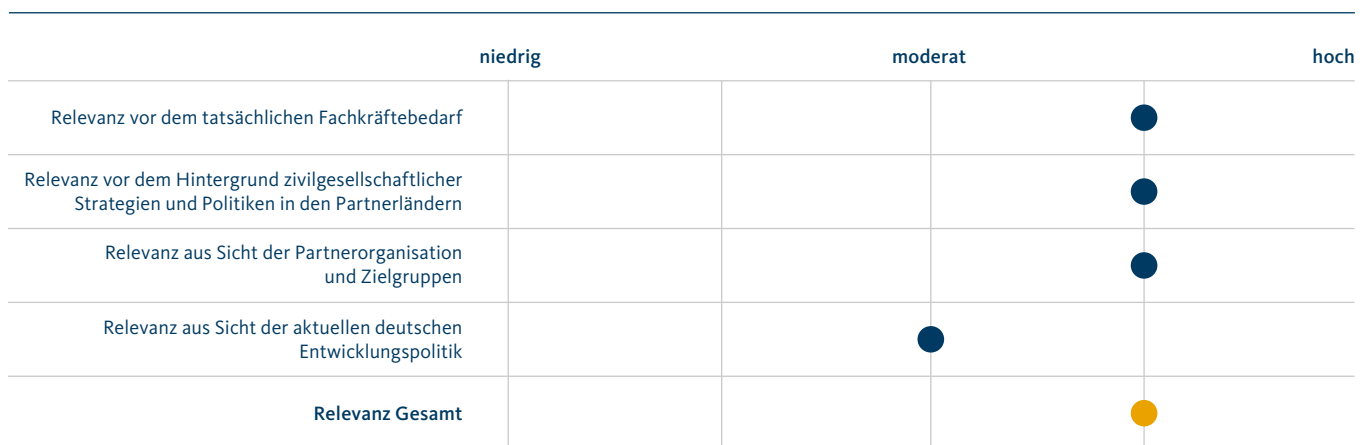 niedrig moderat hoch
Relevanz vor dem tatsächlichen Fachkräftebedarf
Relevanz vor dem Hintergrund zivilgesellschaftlicher
Strategien und Politiken in den Partnerländern
Relevanz aus Sicht der Partnerorganisation
und Zielgruppen
Relevanz aus Sicht der aktuellen deutschen
Entwicklungspolitik
Relevanz Gesamt